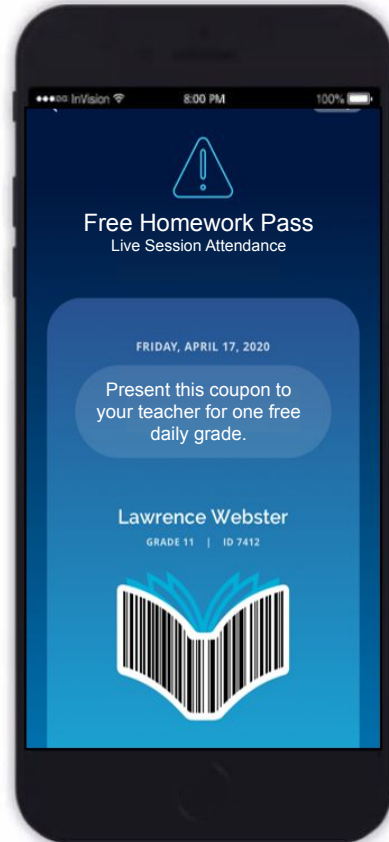 InVision
8:00 PM
100%
Free Homework Pass
Live Session Attendance
FRIDAY, APRIL 17, 2020
Present this coupon to
your teacher for one free
daily grade.
Lawrence Webster
GRADE 11 | ID 7412